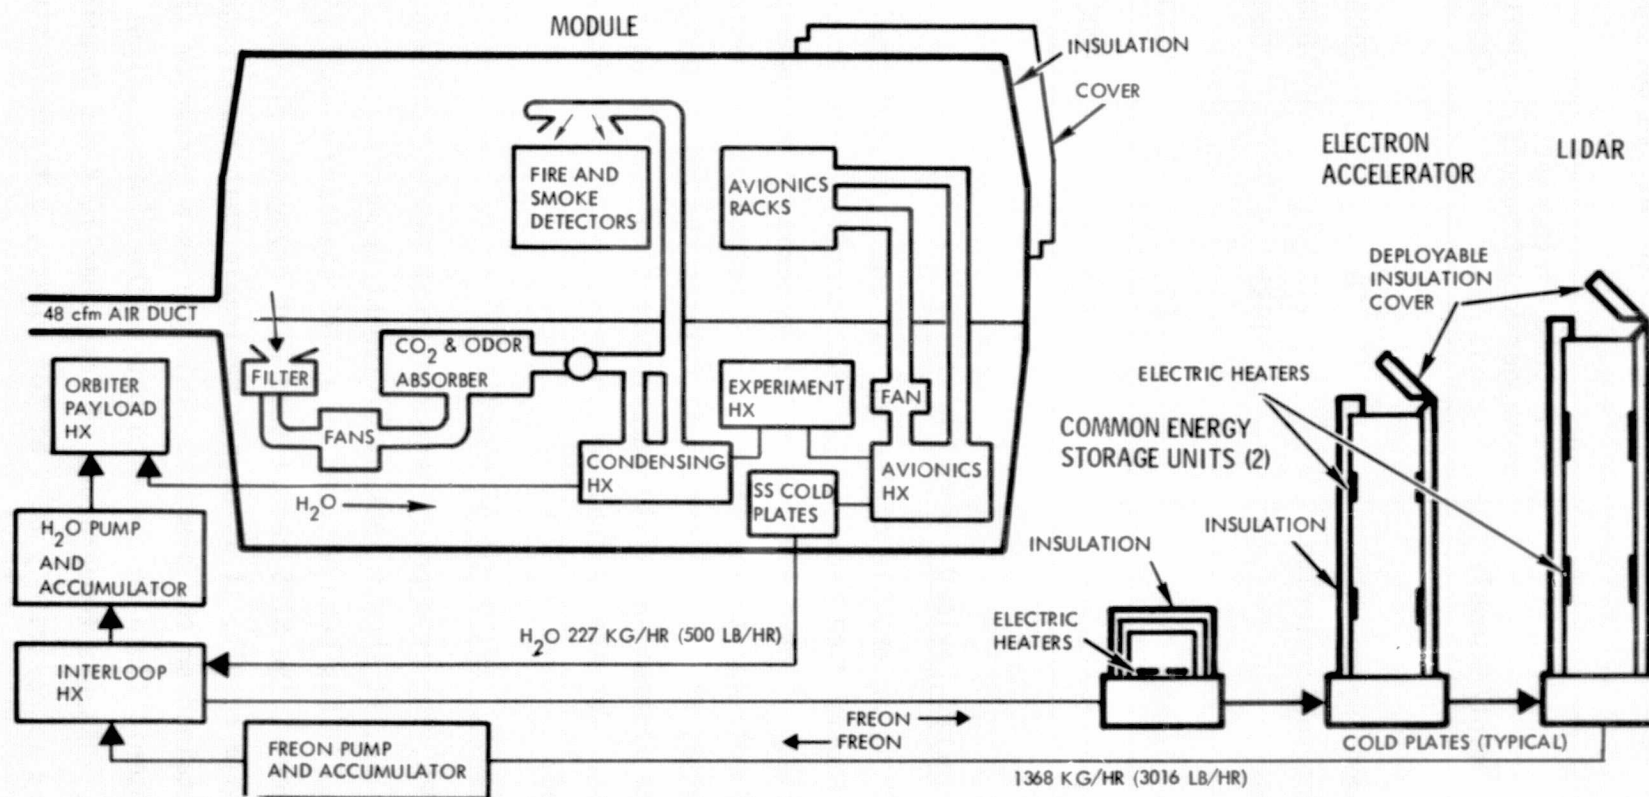 MODULE
INSULATION
COVER
ELECTRON
ACCELERATOR
LIDAR
FIRE AND
SMOKE
DETECTORS
AVIONICS
RACKS
DEPLOYABLE
INSULATION
COVER
48 cfm AIR DUCT
ORBITER
PAYLOAD
HX
FILTER
FANS
CO2 & ODOR
ABSORBER
EXPERIMENT
HX
FAN
ELECTRIC HEATERS
COMMON ENERGY
STORAGE UNITS (2)
CONDENSING
HX
SS COLD
PLATES
AVIONICS
HX
H2O
H2O PUMP
AND
ACCUMULATOR
INSULATION
INSULATION
ELECTRIC
HEATERS
H2O 227 KG/HR (500 LB/HR)
INTERLOOP
HX
FREON
FREON
FREON PUMP
AND ACCUMULATOR
COLD PLATES (TYPICAL)
1368 KG/HR (3016 LB/HR)